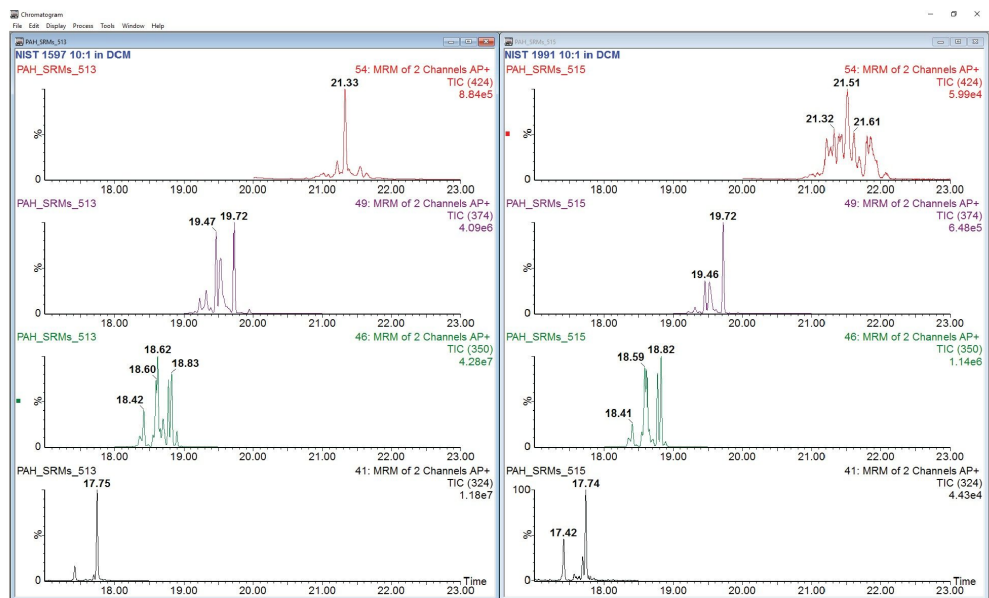 Chromatogram
File Edit Display Process Tools Window Help
PAH_SRMs_513
NIST 1597 10:1 in DCM
PAH_SRMs_513
54: MRM of 2 Channels AP+
TIC (424)
8.84e5
21.33
%
0
18.00 19.00 20.00 21.00 22.00 23.00
PAH_SRMs_513
49: MRM of 2 Channels AP+
TIC (374)
4.09e6
19.47 19.72
%
0
18.00 19.00 20.00 21.00 22.00 23.00
PAH_SRMs_513
46: MRM of 2 Channels AP+
TIC (350)
4.28e7
18.62
18.60 18.83
18.42
%
0
18.00 19.00 20.00 21.00 22.00 23.00
PAH_SRMs_513
41: MRM of 2 Channels AP+
TIC (324)
1.18e7
17.75
%
0
Time
18.00 19.00 20.00 21.00 22.00 23.00
PAH_SRMs_515
NIST 1991 10:1 in DCM
PAH_SRMs_515
54: MRM of 2 Channels AP+
TIC (424)
5.99e4
21.51
21.32 21.61
%
0
18.00 19.00 20.00 21.00 22.00 23.00
PAH_SRMs_515
49: MRM of 2 Channels AP+
TIC (374)
6.48e5
19.72
19.46
%
0
18.00 19.00 20.00 21.00 22.00 23.00
PAH_SRMs_515
46: MRM of 2 Channels AP+
TIC (350)
1.14e6
18.59 18.82
18.41
%
0
18.00 19.00 20.00 21.00 22.00 23.00
PAH_SRMs_515
41: MRM of 2 Channels AP+
TIC (324)
4.43e4
100
17.74
17.42
%
0
Time
18.00 19.00 20.00 21.00 22.00 23.00